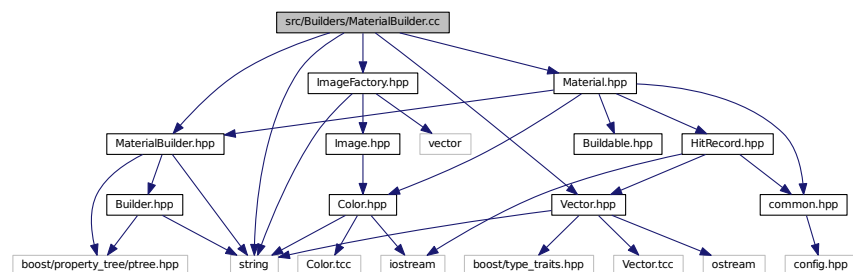 src/Builders/MaterialBuilder.cc
ImageFactory.hpp
Material.hpp
MaterialBuilder.hpp
Image.hpp
vector
Buildable.hpp
HitRecord.hpp
Builder.hpp
Color.hpp
Vector.hpp
common.hpp
boost/property_tree/ptree.hpp
string
Color.tcc
iostream
boost/type_traits.hpp
Vector.tcc
ostream
config.hpp